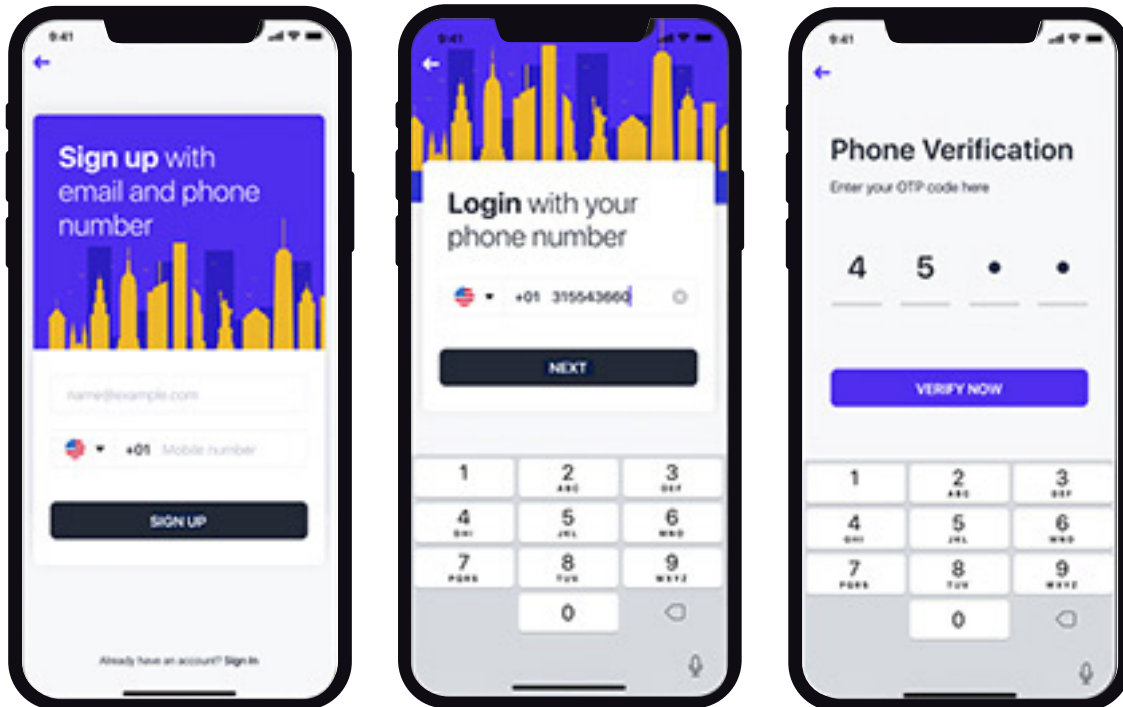 9:41
Sign up with
email and phone
number
name@example.com
+01 Mobile number
SIGN UP
Already have an account? Sign In
9:41
Login with your
phone number
+01 315543660
NEXT
1
2
ABC
3
DEF
4
GHI
5
JKL
6
MNO
7
PQRS
8
TUV
9
WXYZ
0
9:41
Phone Verification
Enter your OTP code here
4 5
VERIFY NOW
1
2
ABC
3
DEF
4
GHI
5
JKL
6
MNO
7
PQRS
8
TUV
9
WXYZ
0